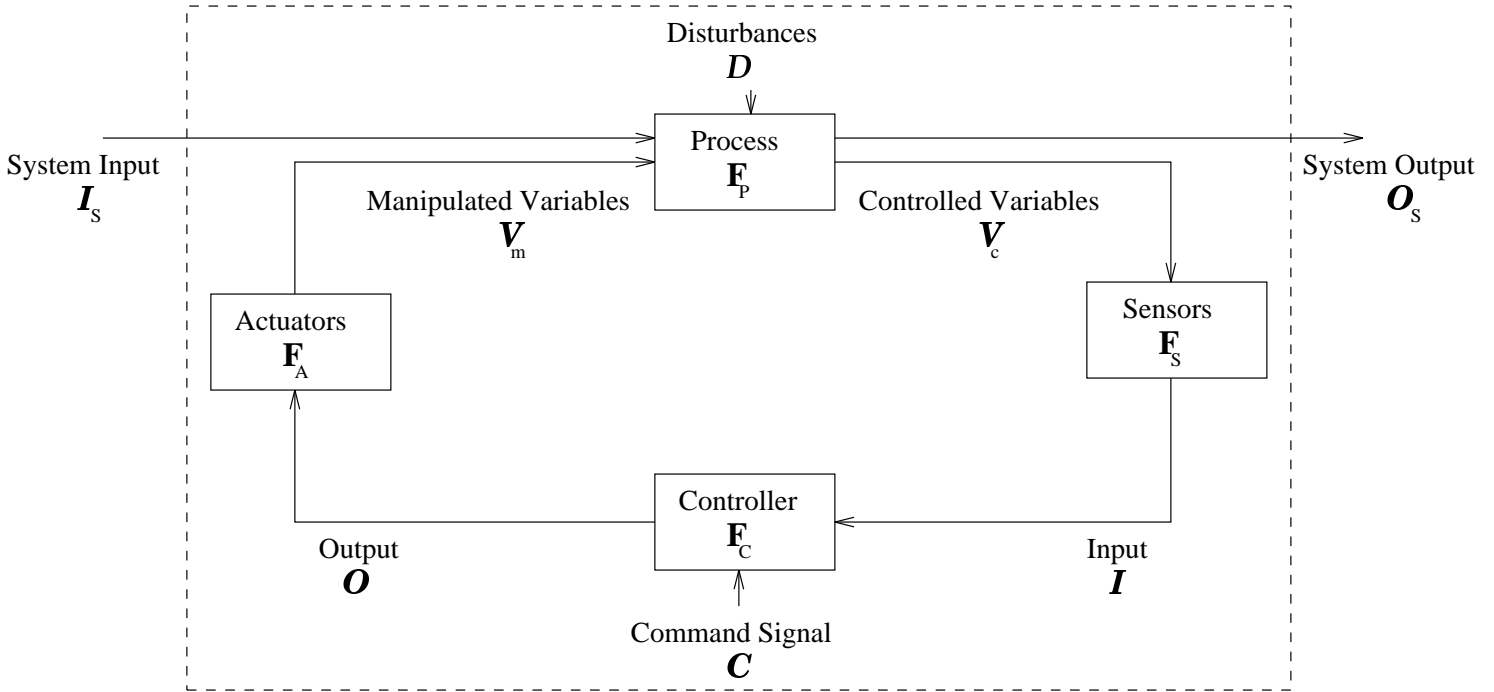 Disturbances
D
Process
F_P
System Input
I_S
System Output
O_S
Manipulated Variables
V_m
Controlled Variables
V_c
Actuators
F_A
Sensors
F_S
Controller
F_C
Output
O
Input
I
Command Signal
C